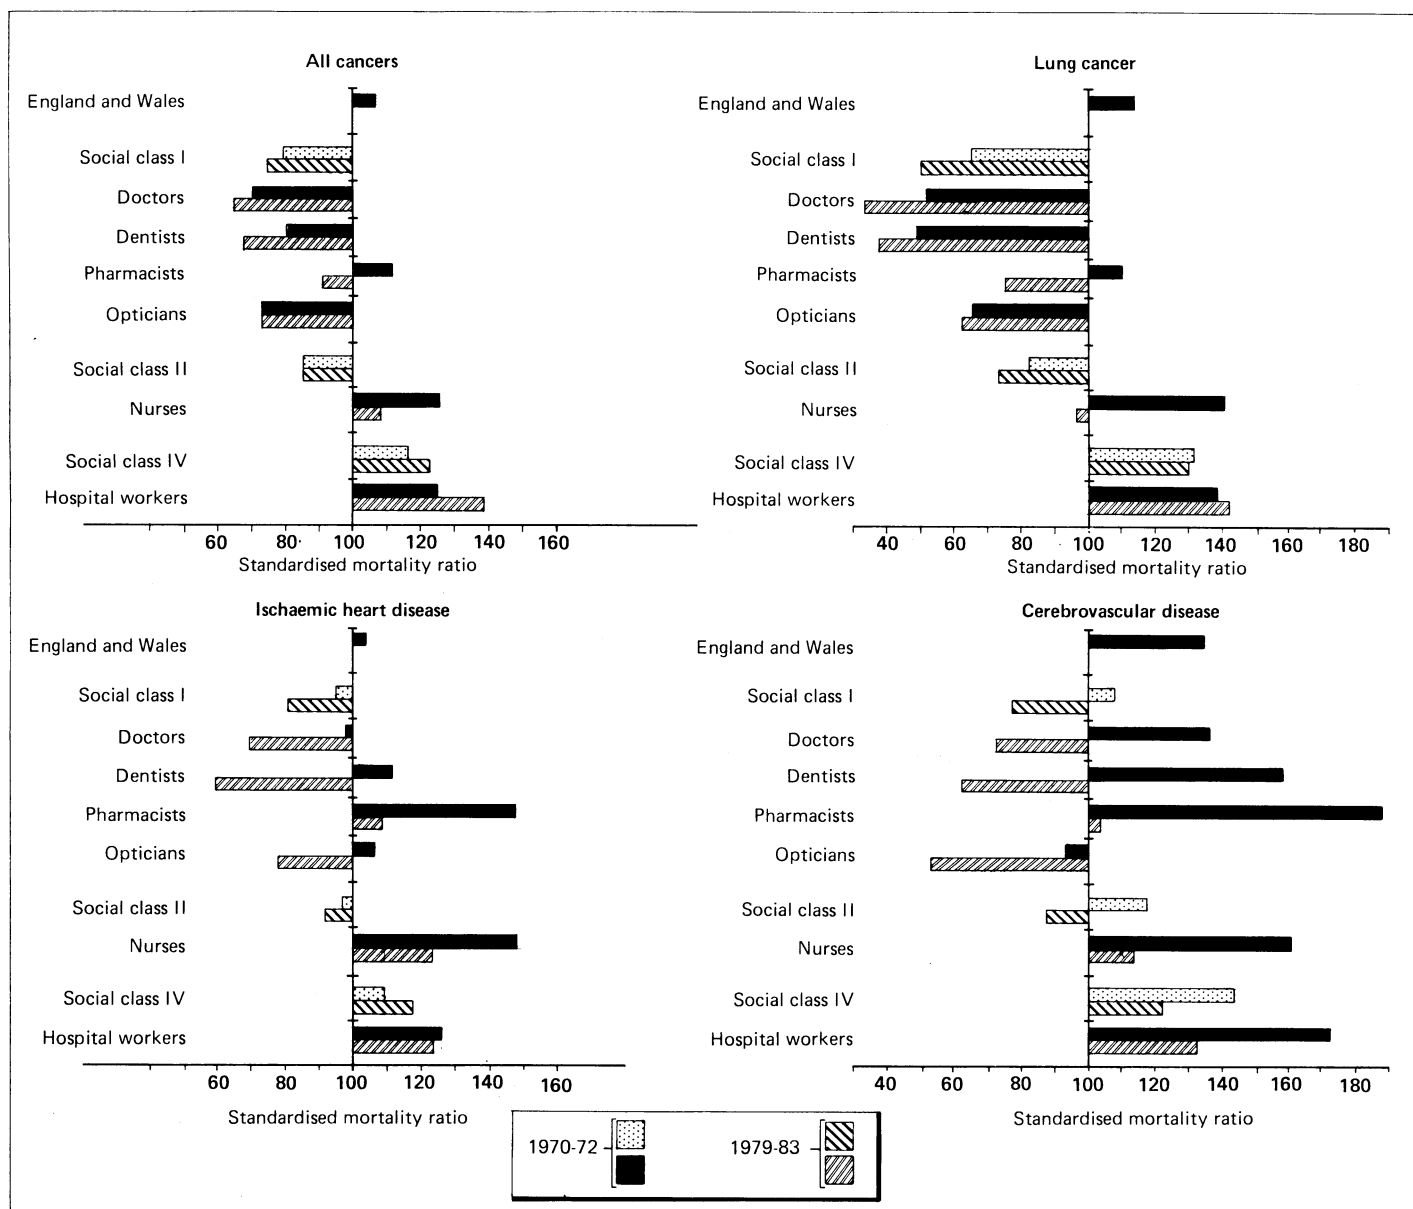 All cancers
England and Wales
Social class I
Doctors
Dentists
Pharmacists
Opticians
Social class II
Nurses
Social class IV
Hospital workers
60 80 100 120 140 160
Standardised mortality ratio
Lung cancer
England and Wales
Social class I
Doctors
Dentists
Pharmacists
Opticians
Social class II
Nurses
Social class IV
Hospital workers
40 60 80 100 120 140 160 180
Standardised mortality ratio
Ischaemic heart disease
England and Wales
Social class I
Doctors
Dentists
Pharmacists
Opticians
Social class II
Nurses
Social class IV
Hospital workers
60 80 100 120 140 160
Standardised mortality ratio
Cerebrovascular disease
England and Wales
Social class I
Doctors
Dentists
Pharmacists
Opticians
Social class II
Nurses
Social class IV
Hospital workers
40 60 80 100 120 140 160 180
Standardised mortality ratio
1970-72
1979-83